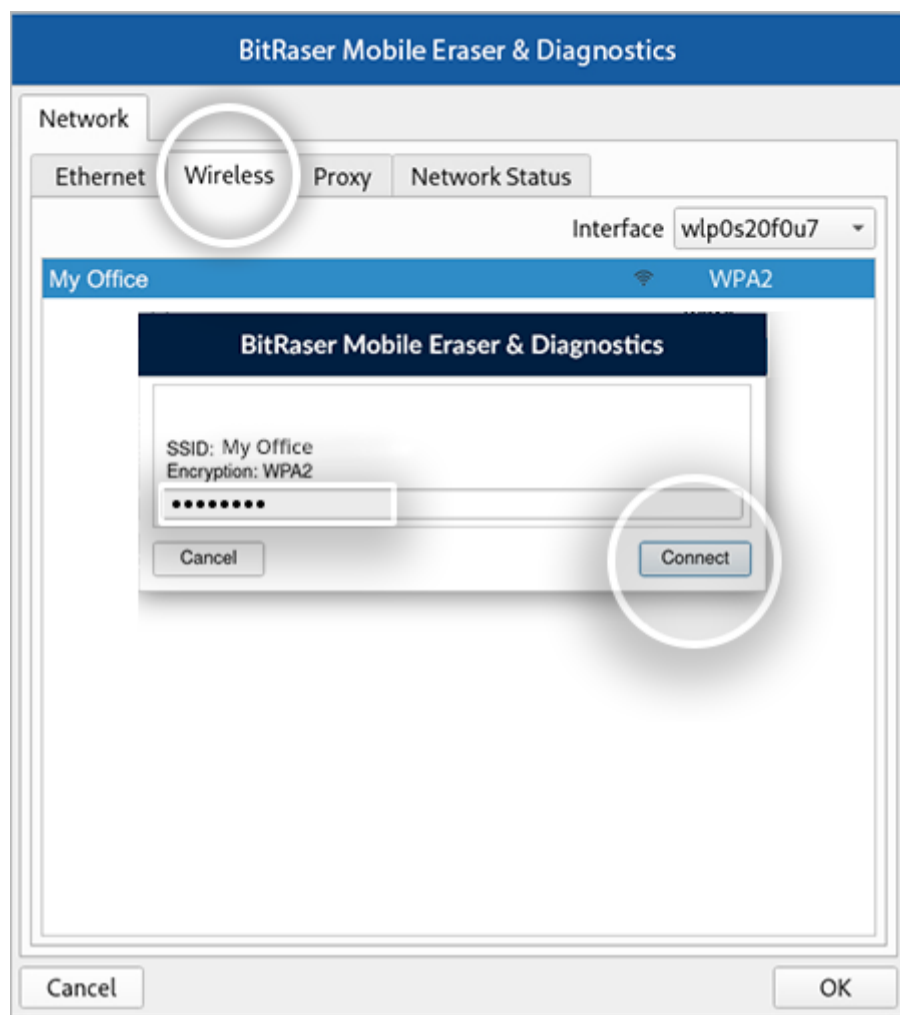 BitRaser Mobile Eraser & Diagnostics
Network
Ethernet Wireless Proxy Network Status
Interface wlp0s20f0u7
My Office WPA2
BitRaser Mobile Eraser & Diagnostics
SSID: My Office
Encryption: WPA2
••••••••
Cancel Connect
Cancel OK